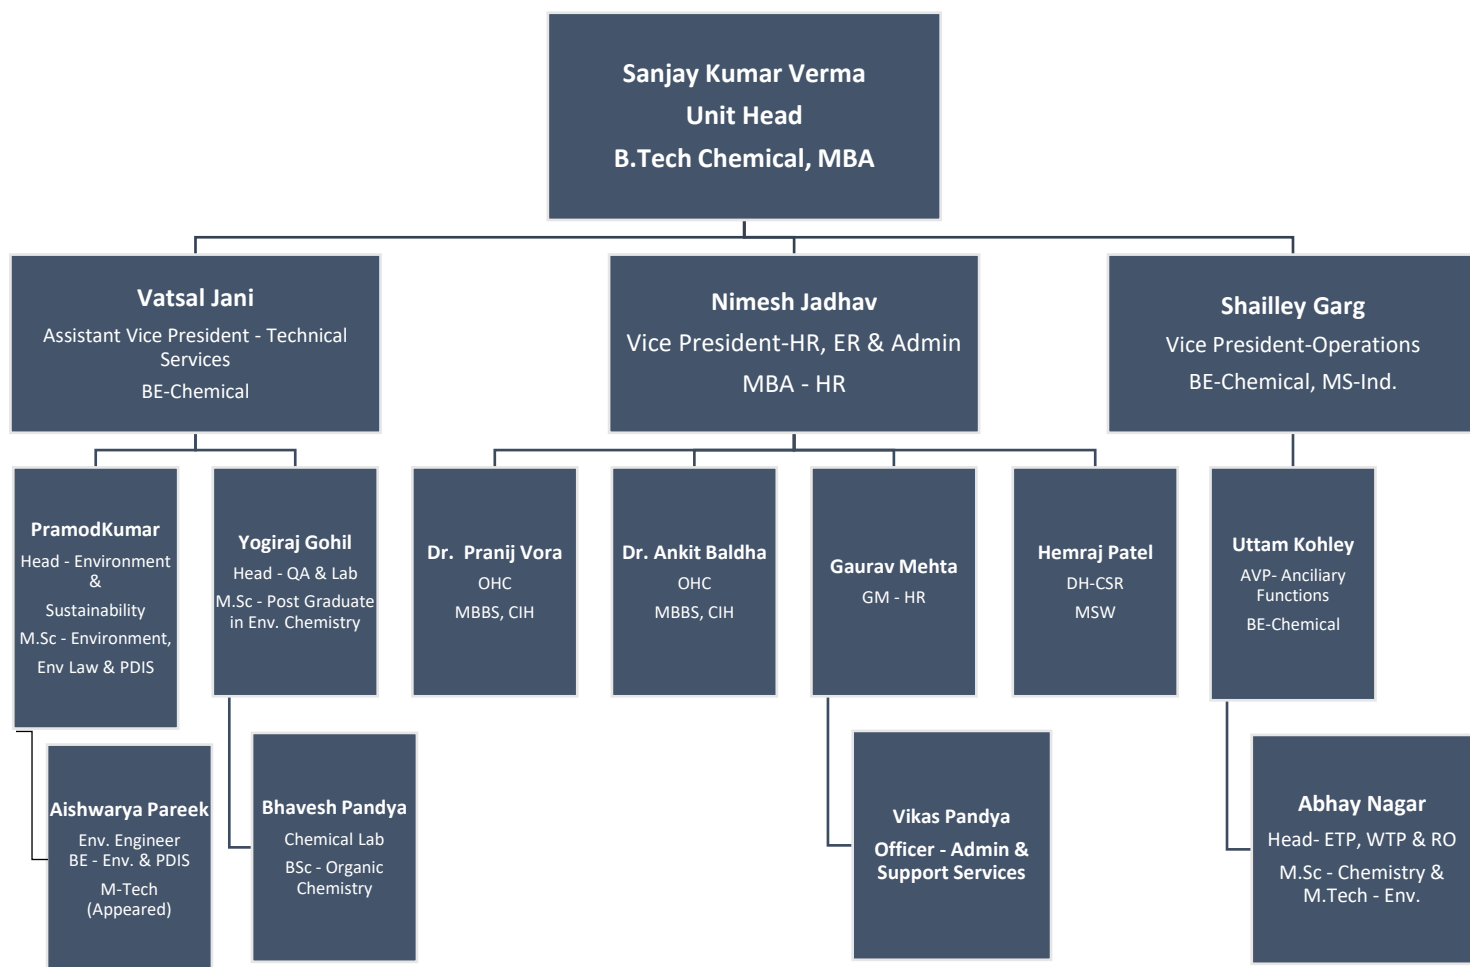 Sanjay Kumar Verma
Unit Head
B.Tech Chemical, MBA
Vatsal Jani
Assistant Vice President - Technical
Services
BE-Chemical
Nimesh Jadhav
Vice President-HR, ER & Admin
MBA - HR
Shailley Garg
Vice President-Operations
BE-Chemical, MS-Ind.
PramodKumar
Head - Environment
&
Sustainability
M.Sc - Environment,
Env Law & PDIS
Yogiraj Gohil
Head - QA & Lab
M.Sc - Post Graduate
in Env. Chemistry
Dr. Pranij Vora
OHC
MBBS, CIH
Dr. Ankit Baldha
OHC
MBBS, CIH
Gaurav Mehta
GM - HR
Hemraj Patel
DH-CSR
MSW
Uttam Kohley
AVP- Anciliary
Functions
BE-Chemical
Aishwarya Pareek
Env. Engineer
BE - Env. & PDIS
M-Tech
(Appeared)
Bhavesh Pandya
Chemical Lab
BSc - Organic
Chemistry
Vikas Pandya
Officer - Admin &
Support Services
Abhay Nagar
Head- ETP, WTP & RO
M.Sc - Chemistry &
M.Tech - Env.